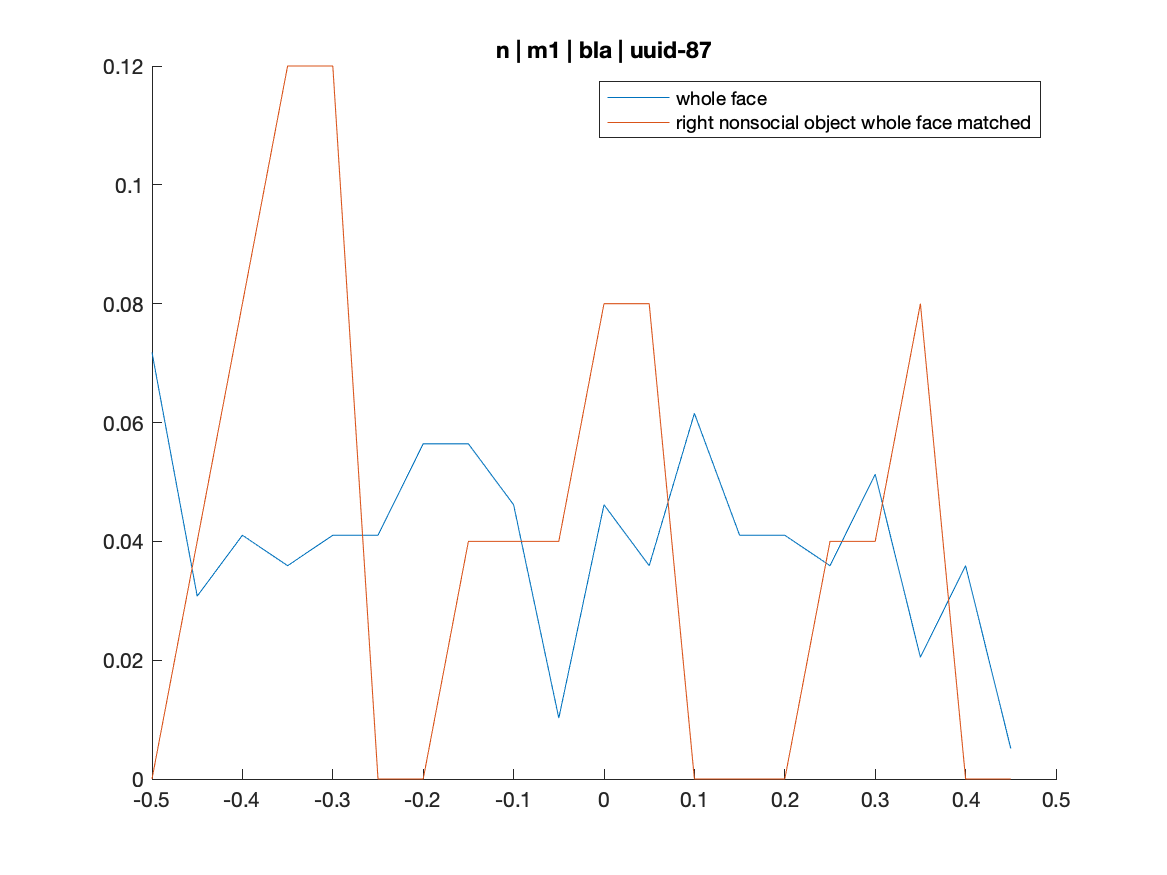 n | m1 | bla | uuid-87
whole face
right nonsocial object whole face matched
0.12
0.1
0.08
0.06
0.04
0.02
0
-0.5 -0.4 -0.3 -0.2 -0.1 0 0.1 0.2 0.3 0.4 0.5